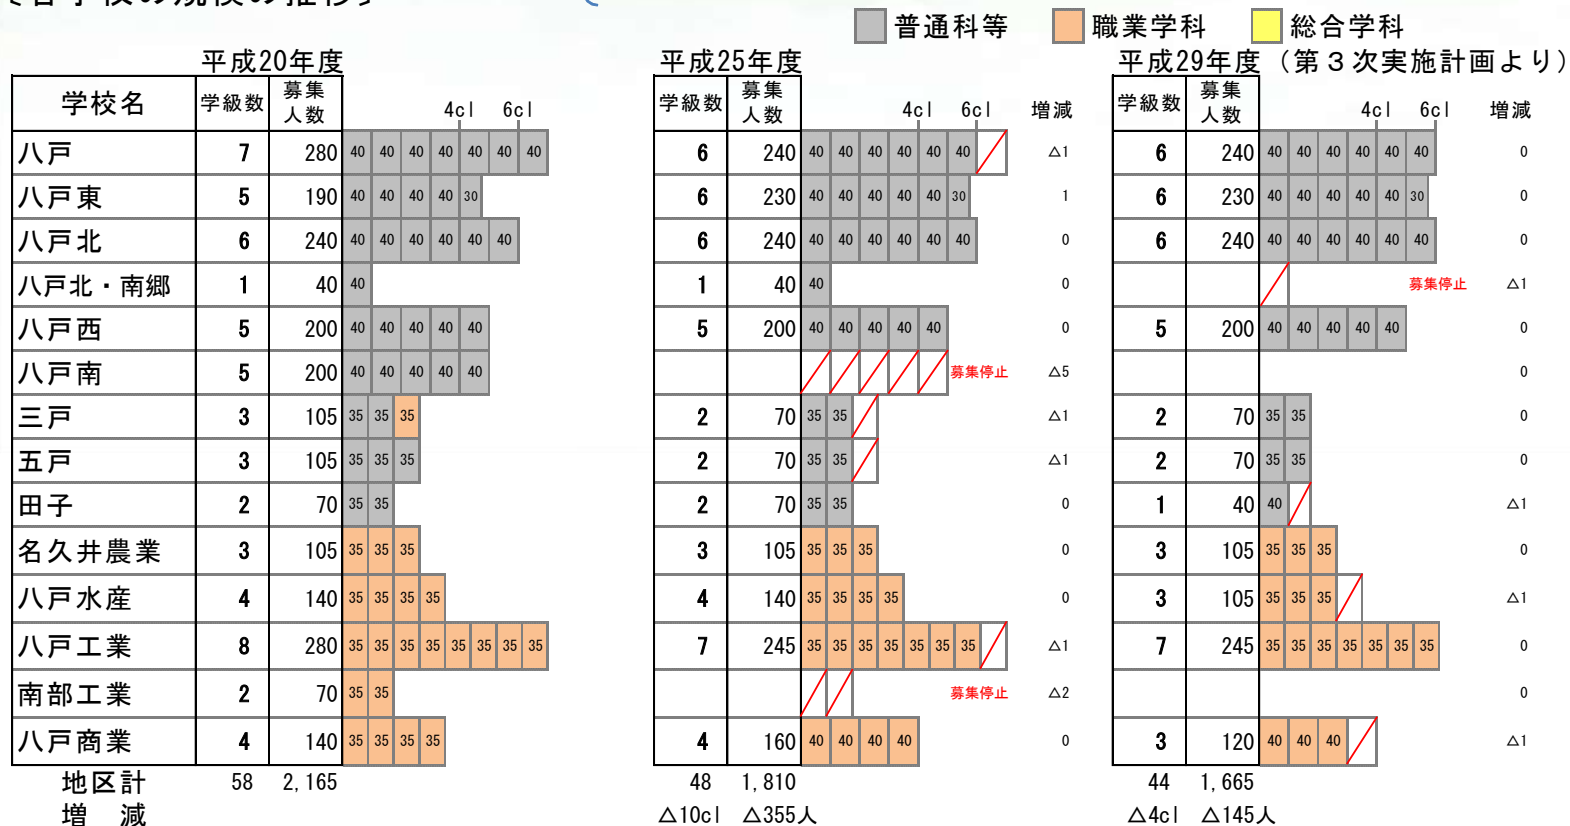 普通科等 職業学科 総合学科
平成20年度 平成25年度 平成29年度（第３次実施計画より）
学校名 学級数 募集人数 4cl 6cl 学級数 募集人数 4cl 6cl 増減 学級数 募集人数 4cl 6cl 増減
八戸 7 280 40 40 40 40 40 40 40 6 240 40 40 40 40 40 40 △1 6 240 40 40 40 40 40 40 0
八戸東 5 190 40 40 40 40 30 6 230 40 40 40 40 40 30 1 6 230 40 40 40 40 40 30 0
八戸北 6 240 40 40 40 40 40 40 6 240 40 40 40 40 40 40 0 6 240 40 40 40 40 40 40 0
八戸北・南郷 1 40 40 1 40 40 0 募集停止 △1
八戸西 5 200 40 40 40 40 40 5 200 40 40 40 40 40 0 5 200 40 40 40 40 40 0
八戸南 5 200 40 40 40 40 40 募集停止 △5 0
三戸 3 105 35 35 35 2 70 35 35 △1 2 70 35 35 0
五戸 3 105 35 35 35 2 70 35 35 △1 2 70 35 35 0
田子 2 70 35 35 2 70 35 35 0 1 40 40 △1
名久井農業 3 105 35 35 35 3 105 35 35 35 0 3 105 35 35 35 0
八戸水産 4 140 35 35 35 35 4 140 35 35 35 35 0 3 105 35 35 35 △1
八戸工業 8 280 35 35 35 35 35 35 35 35 7 245 35 35 35 35 35 35 35 △1 7 245 35 35 35 35 35 35 35 0
南部工業 2 70 35 35 募集停止 △2 0
八戸商業 4 140 35 35 35 35 4 160 40 40 40 40 0 3 120 40 40 40 △1
地区計 58 2,165 48 1,810 44 1,665
増　減 △10cl △355人 △4cl △145人